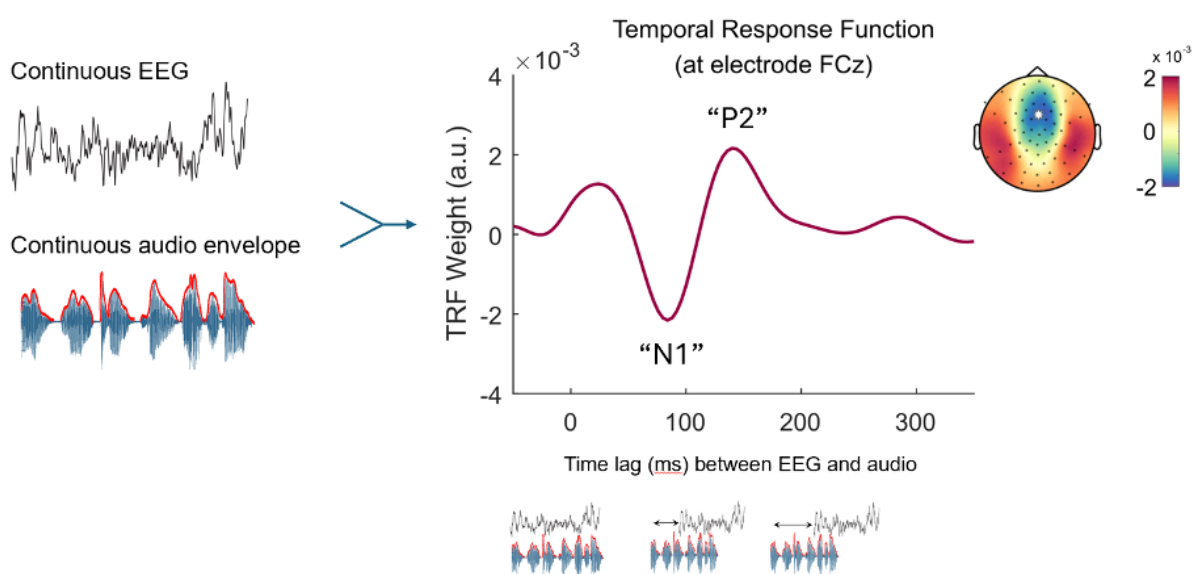 Continuous EEG
Continuous audio envelope
Temporal Response Function
(at electrode FCz)
×10-3
4
2
0
-2
-4
TRF Weight (a.u.)
“P2”
“N1”
0 100 200 300
Time lag (ms) between EEG and audio
x 10-3
2
0
-2